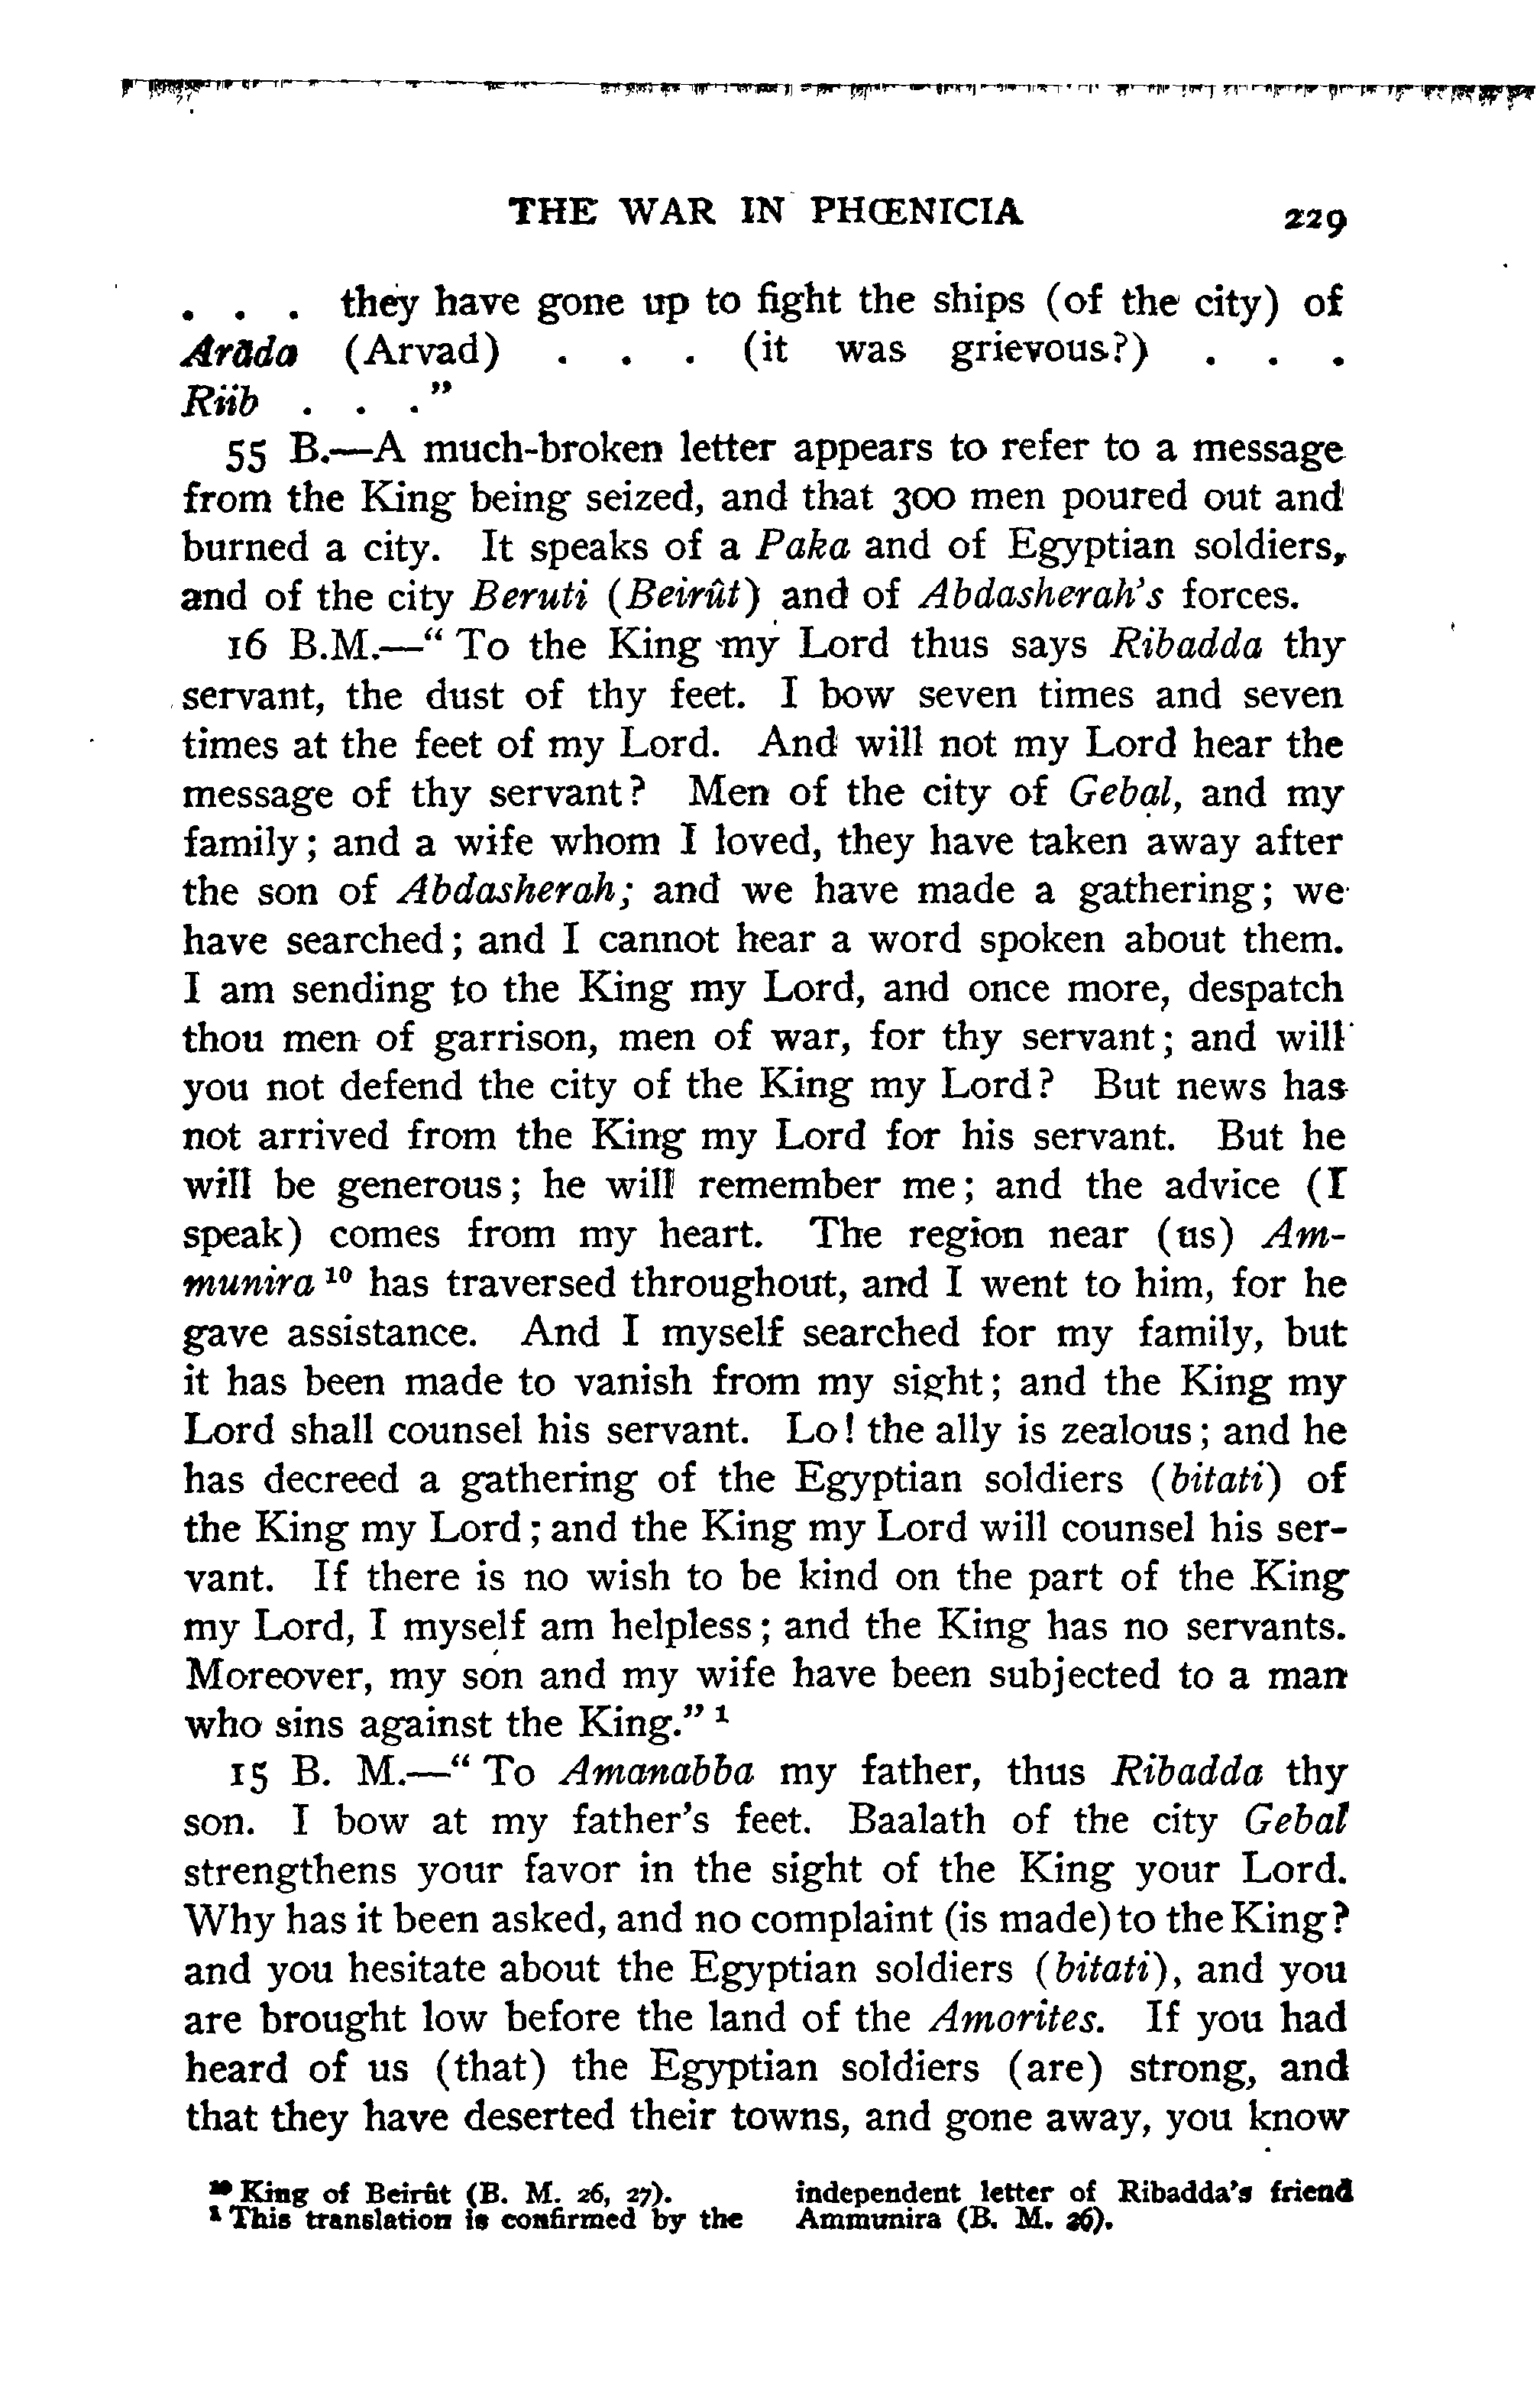 THE WAR IN PHŒNICIA 229
. . . they have gone up to fight the ships (of the city) of
Arāda (Arvad) . . . (it was grievous?) . . .
Riib . . ."
55 B.—A much-broken letter appears to refer to a message
from the King being seized, and that 300 men poured out and
burned a city. It speaks of a Paka and of Egyptian soldiers,
and of the city Beruti (Beirût) and of Abdasherah's forces.
16 B.M.—" To the King my Lord thus says Ribadda thy
servant, the dust of thy feet. I bow seven times and seven
times at the feet of my Lord. And will not my Lord hear the
message of thy servant? Men of the city of Gebal, and my
family; and a wife whom I loved, they have taken away after
the son of Abdasherah; and we have made a gathering; we
have searched; and I cannot hear a word spoken about them.
I am sending to the King my Lord, and once more, despatch
thou men of garrison, men of war, for thy servant; and will
you not defend the city of the King my Lord? But news has
not arrived from the King my Lord for his servant. But he
will be generous; he will remember me; and the advice (I
speak) comes from my heart. The region near (us) Am-
munira ¹⁰ has traversed throughout, and I went to him, for he
gave assistance. And I myself searched for my family, but
it has been made to vanish from my sight; and the King my
Lord shall counsel his servant. Lo! the ally is zealous; and he
has decreed a gathering of the Egyptian soldiers (bitati) of
the King my Lord; and the King my Lord will counsel his ser-
vant. If there is no wish to be kind on the part of the King
my Lord, I myself am helpless; and the King has no servants.
Moreover, my son and my wife have been subjected to a man
who sins against the King." ¹
15 B. M.—" To Amanabba my father, thus Ribadda thy
son. I bow at my father's feet. Baalath of the city Gebal
strengthens your favor in the sight of the King your Lord.
Why has it been asked, and no complaint (is made) to the King?
and you hesitate about the Egyptian soldiers (bitati), and you
are brought low before the land of the Amorites. If you had
heard of us (that) the Egyptian soldiers (are) strong, and
that they have deserted their towns, and gone away, you know
¹⁰ King of Beirût (B. M. 26, 27).
¹ This translation is confirmed by the
independent letter of Ribadda's friend
Ammunira (B. M. 26).